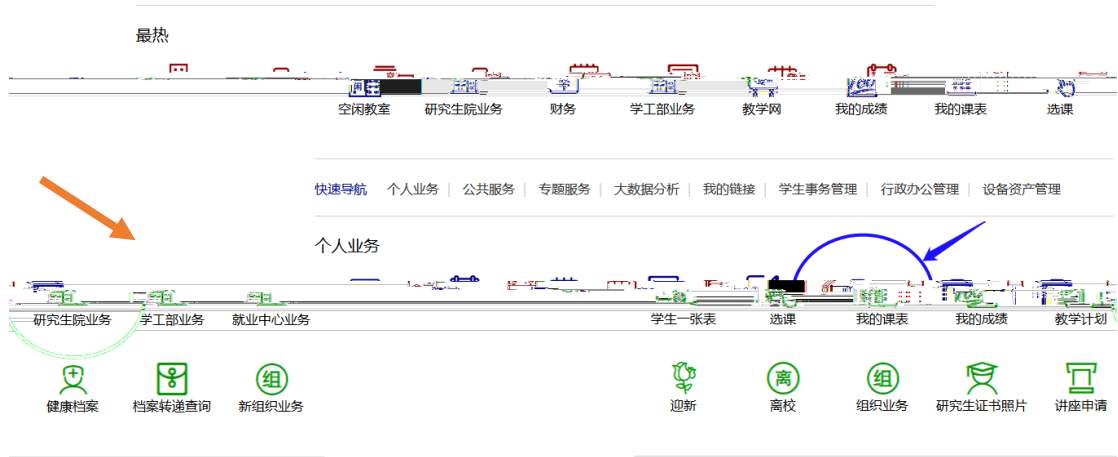 最热
空闲教室 研究生院业务 财务 学工部业务 教学网 我的成绩 我的课表 选课
快速导航 个人业务 | 公共服务 | 专题服务 | 大数据分析 | 我的链接 | 学生事务管理 | 行政办公管理 | 设备资产管理
个人业务
研究生院业务 学工部业务 就业中心业务 学生一张表 选课 我的课表 我的成绩 教学计划
组 离 组
健康档案 档案转递查询 新组织业务 迎新 离校 组织业务 研究生证书照片 讲座申请